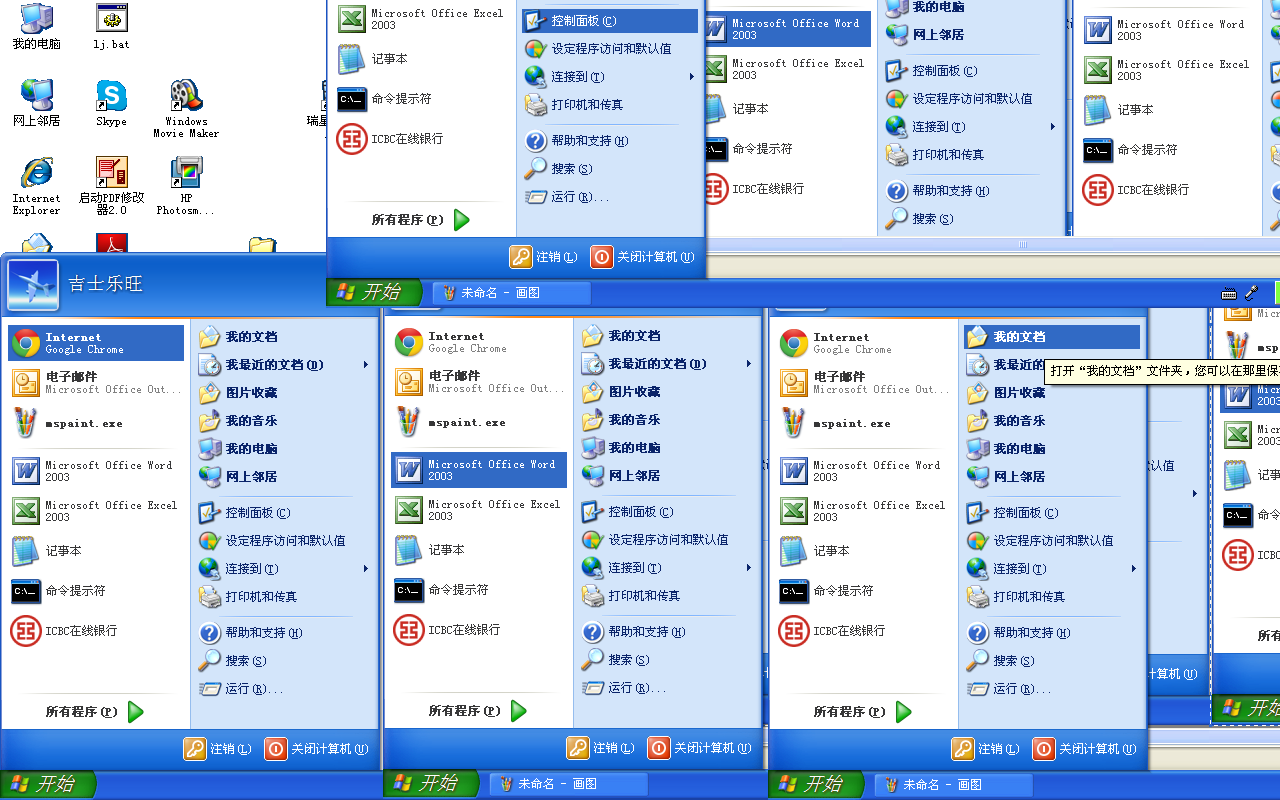 我的电脑
lj.bat
网上邻居
Skype
Windows
Movie Maker
瑞星
Internet
Explorer
启动PDF修改
器2.0
HP
Photosm...
Microsoft Office Excel
2003
记事本
命令提示符
ICBC在线银行
所有程序(P)
控制面板(C)
设定程序访问和默认值
连接到(T)
打印机和传真
帮助和支持(H)
搜索(S)
运行(R)...
注销(L)
关闭计算机(U)
开始
未命名 - 画图
Microsoft Office Word
2003
Microsoft Office Excel
2003
记事本
命令提示符
ICBC在线银行
我的电脑
网上邻居
控制面板(C)
设定程序访问和默认值
连接到(T)
打印机和传真
帮助和支持(H)
搜索(S)
Microsoft Office Word
2003
Microsoft Office Excel
2003
记事本
命令提示符
ICBC在线银行
吉士乐旺
Internet
Google Chrome
电子邮件
Microsoft Office Out...
mspaint.exe
Microsoft Office Word
2003
Microsoft Office Excel
2003
记事本
命令提示符
ICBC在线银行
所有程序(P)
我的文档
我最近的文档(D)
图片收藏
我的音乐
我的电脑
网上邻居
控制面板(C)
设定程序访问和默认值
连接到(T)
打印机和传真
帮助和支持(H)
搜索(S)
运行(R)...
注销(L)
关闭计算机(U)
开始
Internet
Google Chrome
电子邮件
Microsoft Office Out...
mspaint.exe
Microsoft Office Word
2003
Microsoft Office Excel
2003
记事本
命令提示符
ICBC在线银行
所有程序(P)
我的文档
我最近的文档(D)
图片收藏
我的音乐
我的电脑
网上邻居
控制面板(C)
设定程序访问和默认值
连接到(T)
打印机和传真
帮助和支持(H)
搜索(S)
运行(R)...
注销(L)
关闭计算机(U)
开始
未命名 - 画图
Internet
Google Chrome
电子邮件
Microsoft Office Out...
mspaint.exe
Microsoft Office Word
2003
Microsoft Office Excel
2003
记事本
命令提示符
ICBC在线银行
所有程序(P)
我的文档
我最近的
打开“我的文档”文件夹，您可以在那里保
图片收藏
我的音乐
我的电脑
网上邻居
控制面板(C)
设定程序访问和默认值
连接到(T)
打印机和传真
帮助和支持(H)
搜索(S)
运行(R)...
注销(L)
关闭计算机(U)
开始
未命名 - 画图
认值
计算机(U)
msp
Micr
2003
Micr
2003
记事
命令
ICBC
所有
开始